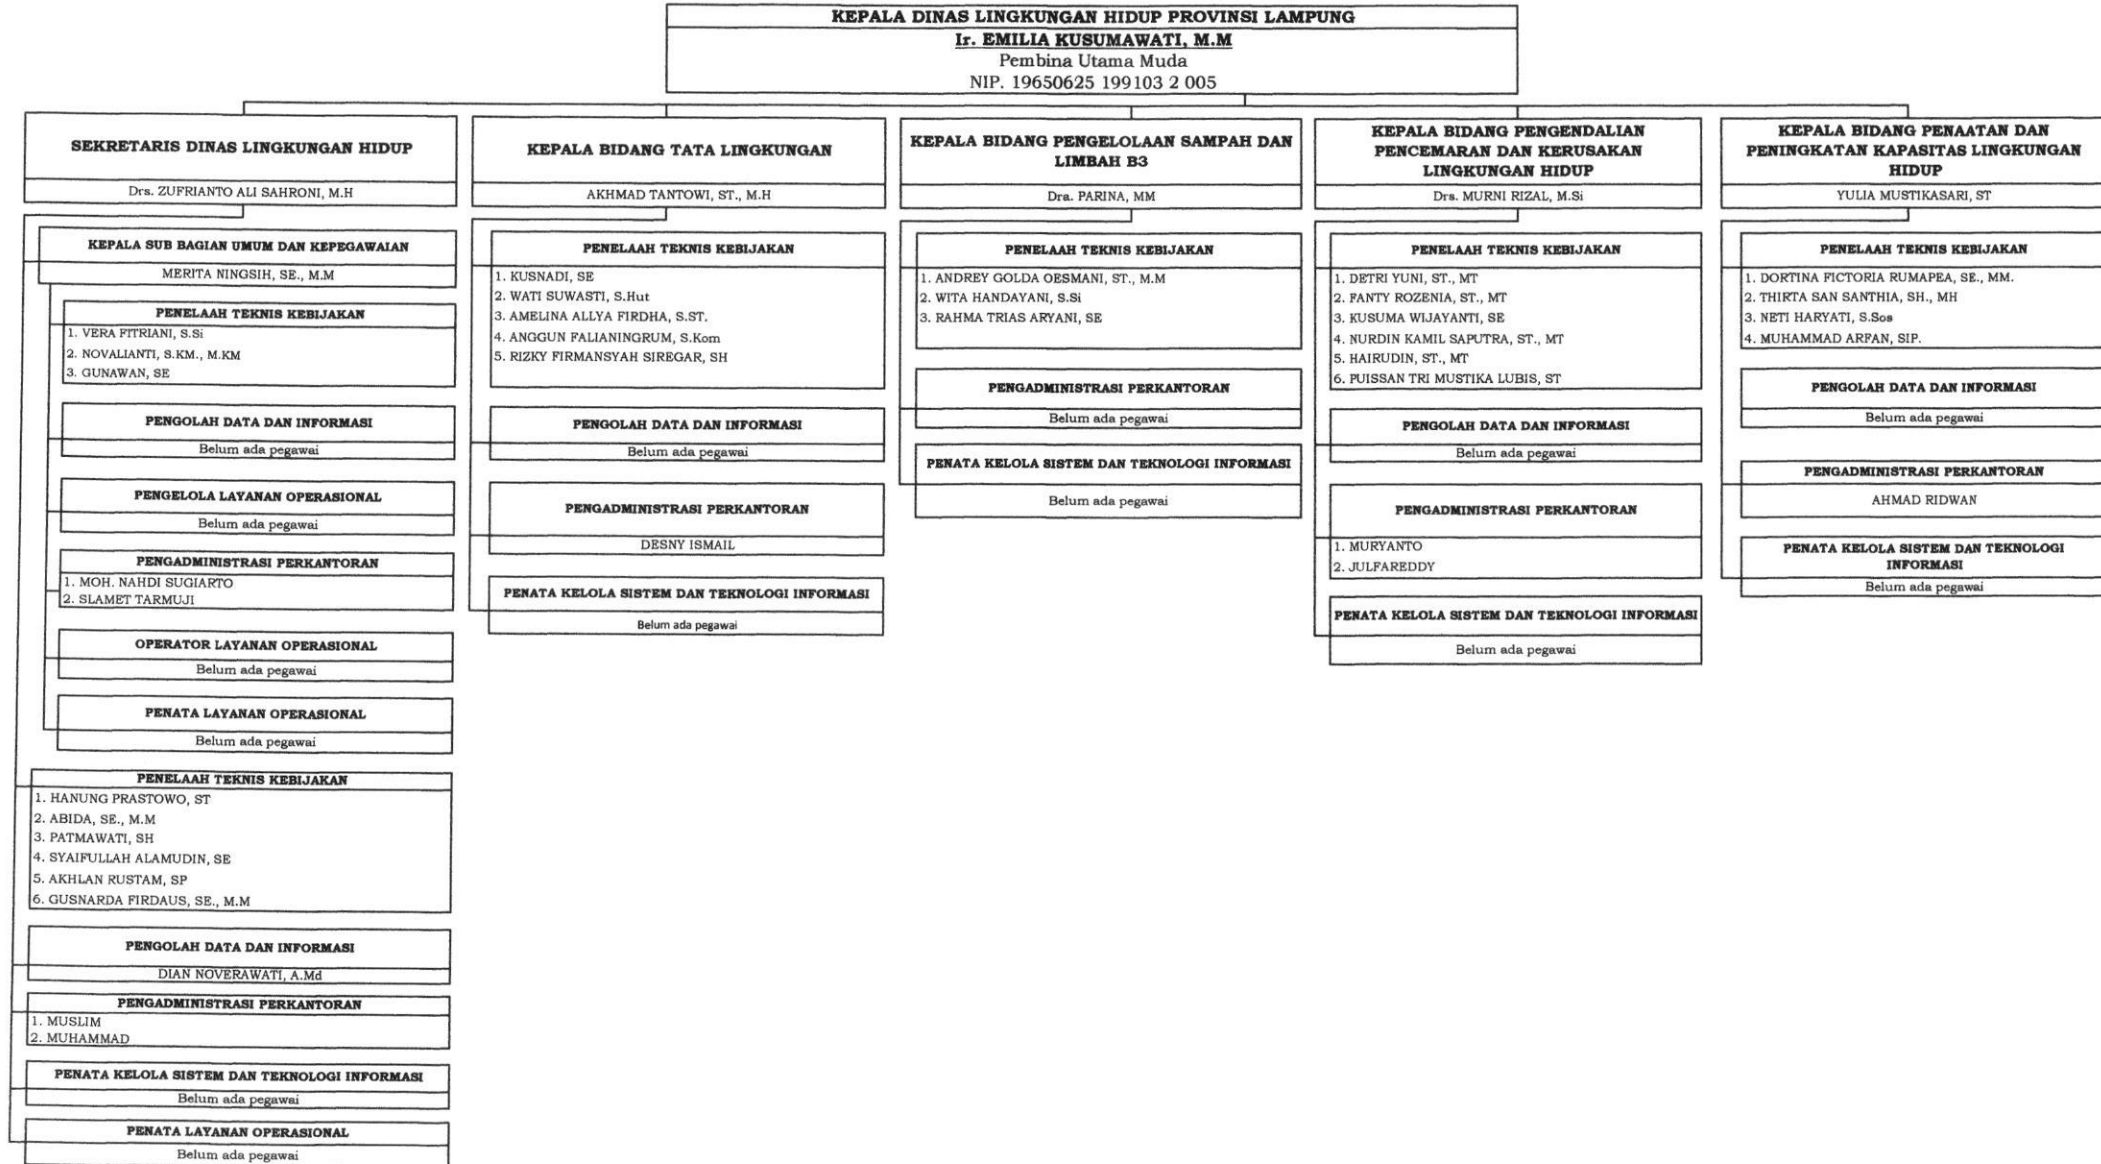 KEPALA DINAS LINGKUNGAN HIDUP PROVINSI LAMPUNG
Ir. EMILIA KUSUMAWATI, M.M
Pembina Utama Muda
NIP. 19650625 199103 2 005
SEKRETARIS DINAS LINGKUNGAN HIDUP
Drs. ZUFRIANTO ALI SAHRONI, M.H
KEPALA SUB BAGIAN UMUM DAN KEPEGAWAIAN
MERITA NINGSIH, SE., M.M
PENELAAH TEKNIS KEBIJAKAN
1. VERA FITRIANI, S.Si
2. NOVALIANTI, S.KM., M.KM
3. GUNAWAN, SE
PENGOLAH DATA DAN INFORMASI
Belum ada pegawai
PENGELOLA LAYANAN OPERASIONAL
Belum ada pegawai
PENGADMINISTRASI PERKANTORAN
1. MOH. NAHDI SUGIARTO
2. SLAMET TARMUJI
OPERATOR LAYANAN OPERASIONAL
Belum ada pegawai
PENATA LAYANAN OPERASIONAL
Belum ada pegawai
PENELAAH TEKNIS KEBIJAKAN
1. HANUNG PRASTOWO, ST
2. ABIDA, SE., M.M
3. PATMAWATI, SH
4. SYAIFULLAH ALAMUDIN, SE
5. AKHLAN RUSTAM, SP
6. GUSNARDA FIRDAUS, SE., M.M
PENGOLAH DATA DAN INFORMASI
DIAN NOVERAWATI, A.Md
PENGADMINISTRASI PERKANTORAN
1. MUSLIM
2. MUHAMMAD
PENATA KELOLA SISTEM DAN TEKNOLOGI INFORMASI
Belum ada pegawai
PENATA LAYANAN OPERASIONAL
Belum ada pegawai
KEPALA BIDANG TATA LINGKUNGAN
AKHMAD TANTOWI, ST., M.H
PENELAAH TEKNIS KEBIJAKAN
1. KUSNADI, SE
2. WATI SUWASTI, S.Hut
3. AMELINA ALLYA FIRDHA, S.ST.
4. ANGGUN FALIANINGRUM, S.Kom
5. RIZKY FIRMANSYAH SIREGAR, SH
PENGOLAH DATA DAN INFORMASI
Belum ada pegawai
PENGADMINISTRASI PERKANTORAN
DESNY ISMAIL
PENATA KELOLA SISTEM DAN TEKNOLOGI INFORMASI
Belum ada pegawai
KEPALA BIDANG PENGELOLAAN SAMPAH DAN
LIMBAH B3
Dra. PARINA, MM
PENELAAH TEKNIS KEBIJAKAN
1. ANDREY GOLDA OESMANI, ST., M.M
2. WITA HANDAYANI, S.Si
3. RAHMA TRIAS ARYANI, SE
PENGADMINISTRASI PERKANTORAN
Belum ada pegawai
PENATA KELOLA SISTEM DAN TEKNOLOGI INFORMASI
Belum ada pegawai
KEPALA BIDANG PENGENDALIAN
PENCEMARAN DAN KERUSAKAN
LINGKUNGAN HIDUP
Drs. MURNI RIZAL, M.Si
PENELAAH TEKNIS KEBIJAKAN
1. DETRI YUNI, ST., MT
2. FANTY ROZENIA, ST., MT
3. KUSUMA WIJAYANTI, SE
4. NURDIN KAMIL SAPUTRA, ST., MT
5. HAIRUDIN, ST., MT
6. PUISSAN TRI MUSTIKA LUBIS, ST
PENGOLAH DATA DAN INFORMASI
Belum ada pegawai
PENGADMINISTRASI PERKANTORAN
1. MURYANTO
2. JULFAREDDY
PENATA KELOLA SISTEM DAN TEKNOLOGI INFORMASI
Belum ada pegawai
KEPALA BIDANG PENAATAN DAN
PENINGKATAN KAPASITAS LINGKUNGAN
HIDUP
YULIA MUSTIKASARI, ST
PENELAAH TEKNIS KEBIJAKAN
1. DORTINA FICTORIA RUMAPEA, SE., MM.
2. THIRTA SAN SANTHIA, SH., MH
3. NETI HARYATI, S.Sos
4. MUHAMMAD ARFAN, SIP.
PENGOLAH DATA DAN INFORMASI
Belum ada pegawai
PENGADMINISTRASI PERKANTORAN
AHMAD RIDWAN
PENATA KELOLA SISTEM DAN TEKNOLOGI
INFORMASI
Belum ada pegawai